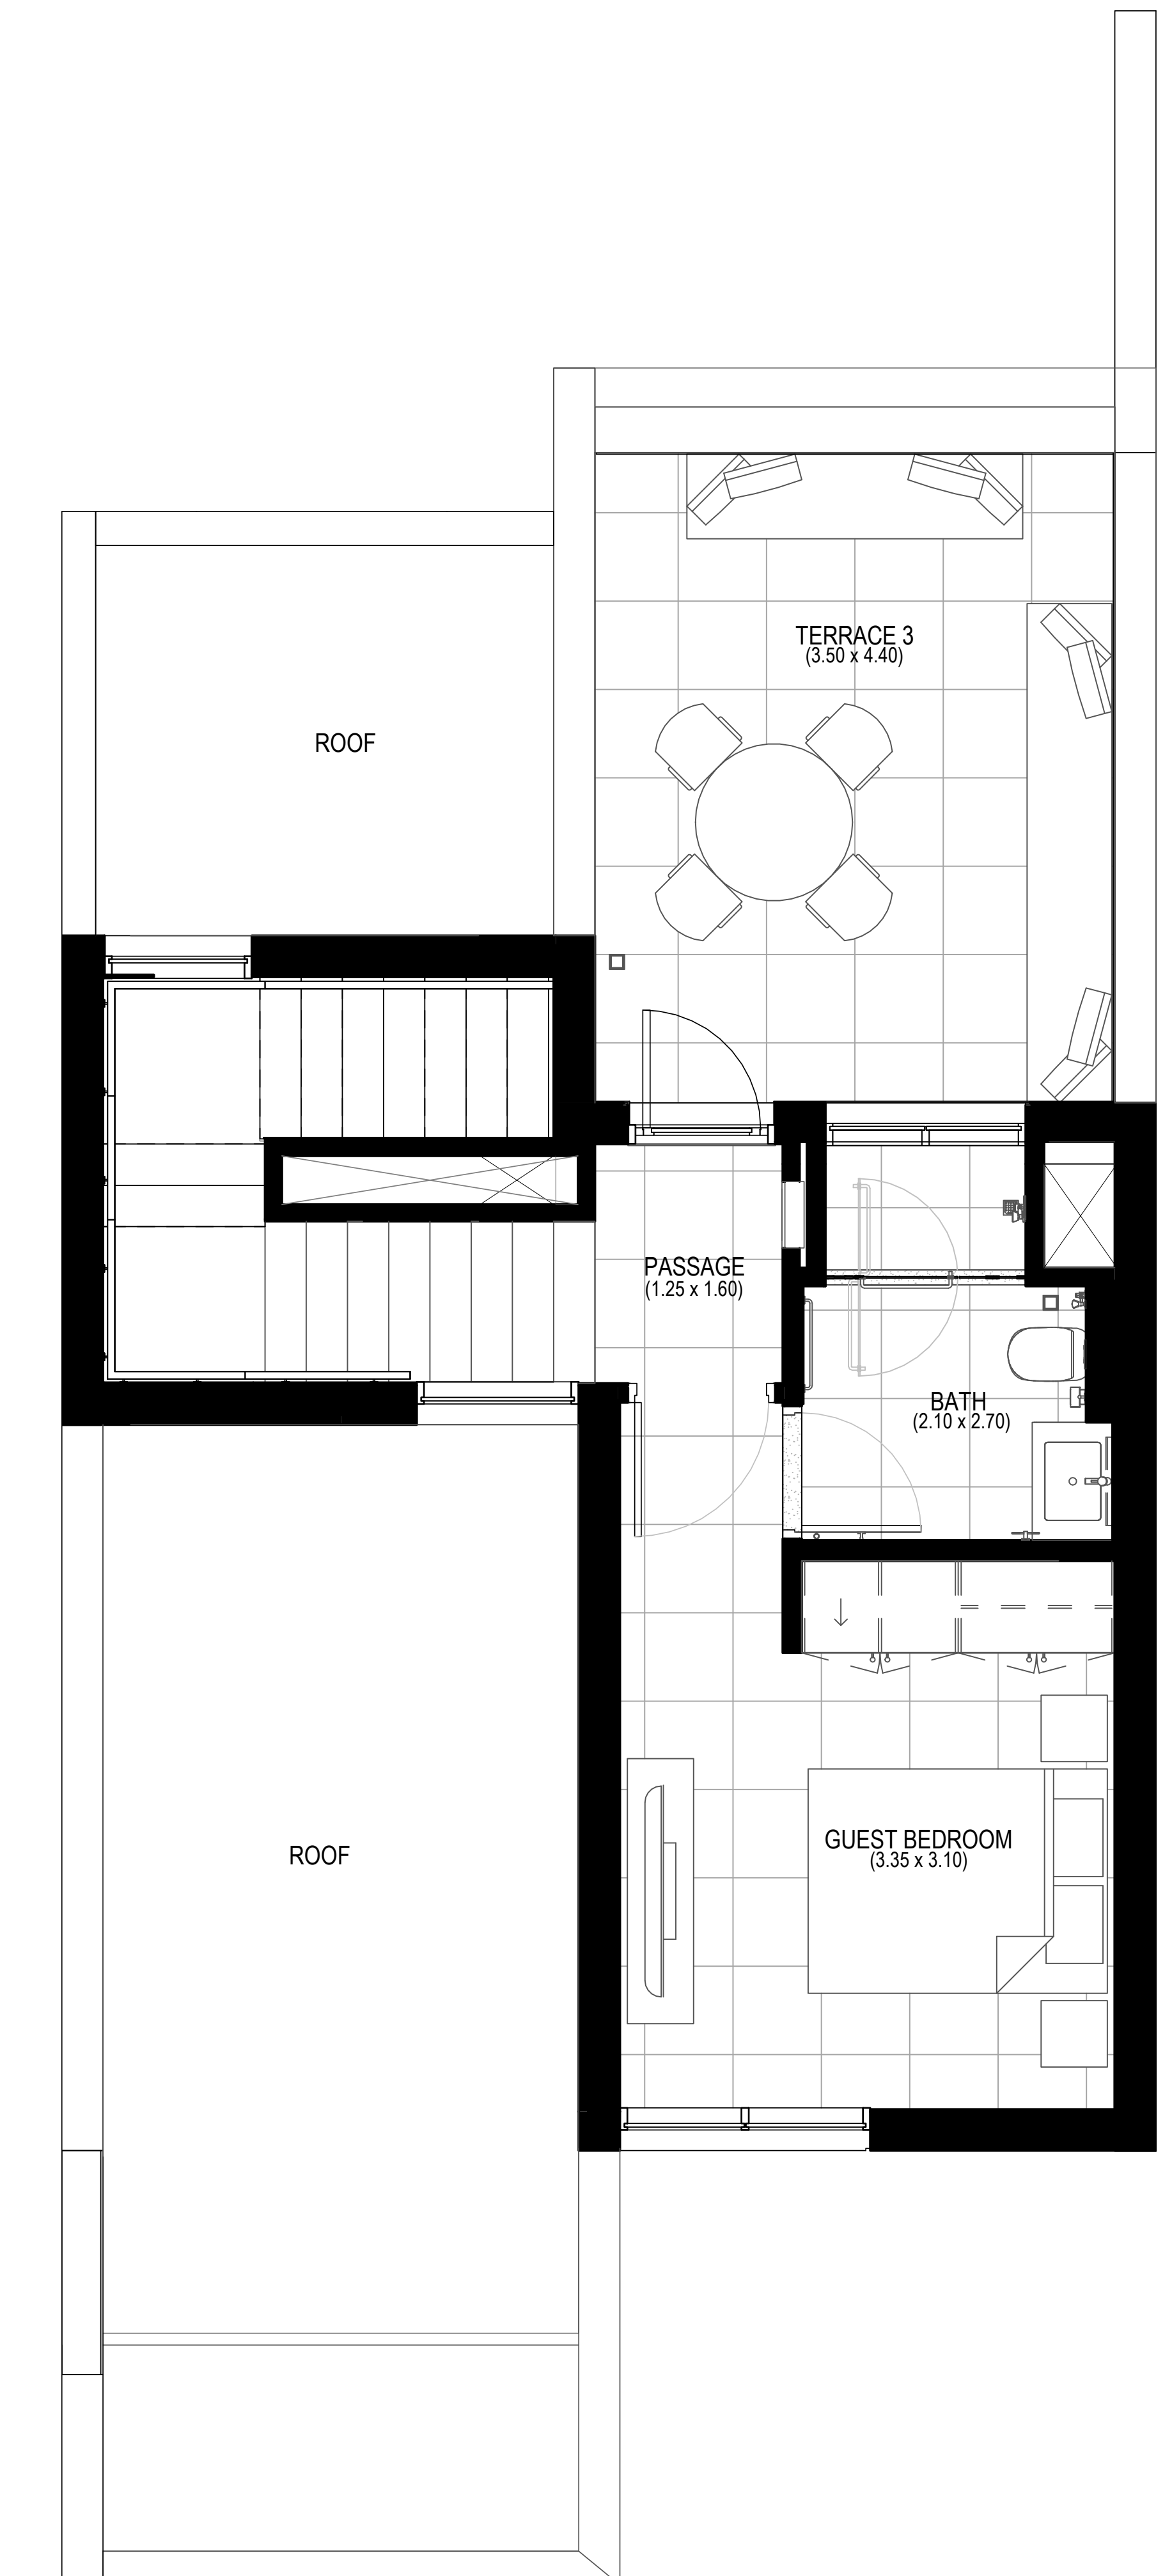 TERRACE 3
(3.50 x 4.40)
ROOF
PASSAGE
(1.25 x 1.60)
BATH
(2.10 x 2.70)
GUEST BEDROOM
(3.35 x 3.10)
ROOF